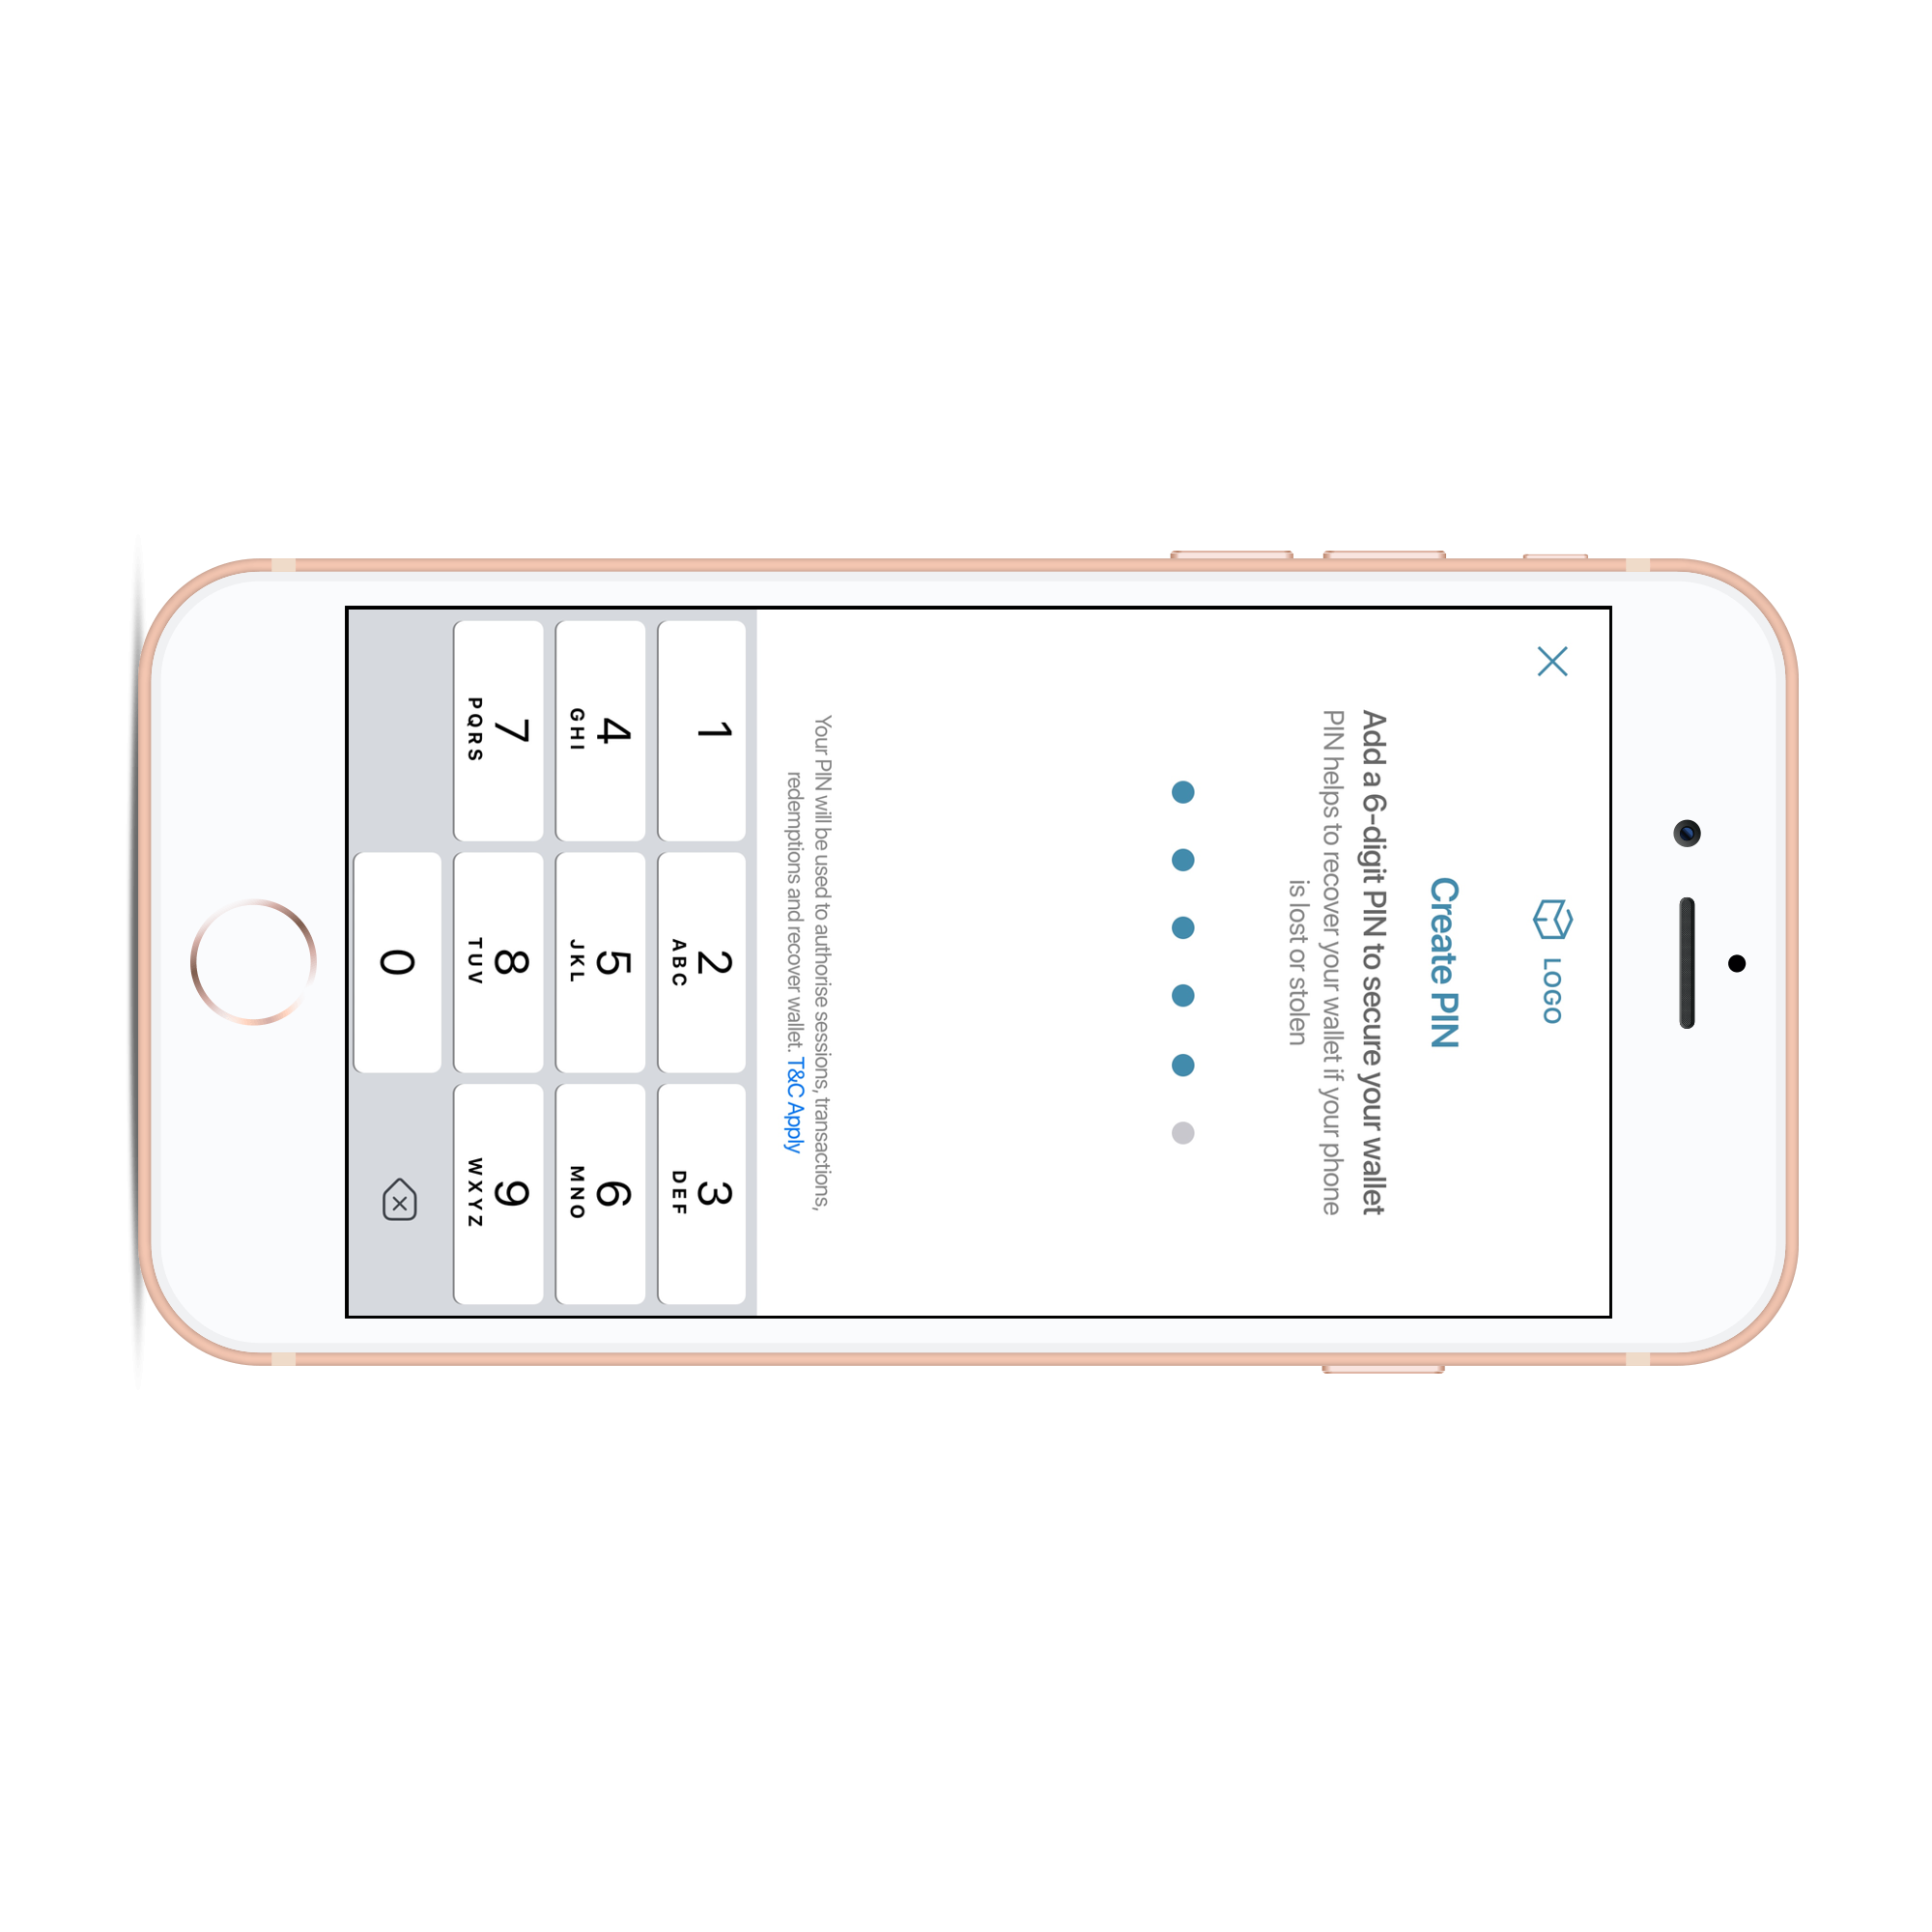 LOGO
Create PIN
Add a 6-digit PIN to secure your wallet
PIN helps to recover your wallet if your phone
is lost or stolen
Your PIN will be used to authorise sessions, transactions,
redemptions and recover wallet. T&C Apply
1 2 3
ABC DEF
4 5 6
GHI JKL MNO
7 8 9
PQRS TUV WXYZ
0